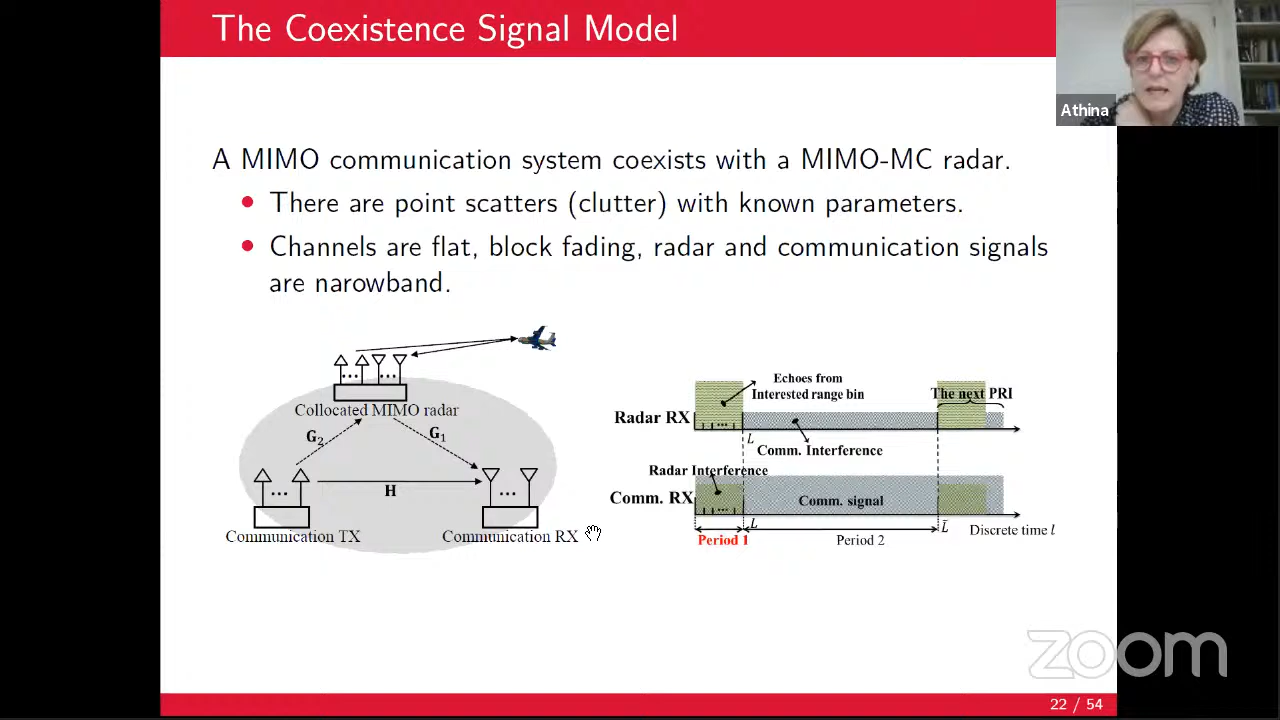 The Coexistence Signal Model
Athina
A MIMO communication system coexists with a MIMO-MC radar.
• There are point scatters (clutter) with known parameters.
• Channels are flat, block fading, radar and communication signals
are narowband.
Collocated MIMO radar
G₂
G₁
H
Communication TX
Communication RX
Echoes from
Interested range bin
The next PRI
Radar RX
L
Comm. Interference
Radar Interference
Comm. RX
Comm. signal
L
L̃
Discrete time l
Period 1
Period 2
zoom
22 / 54